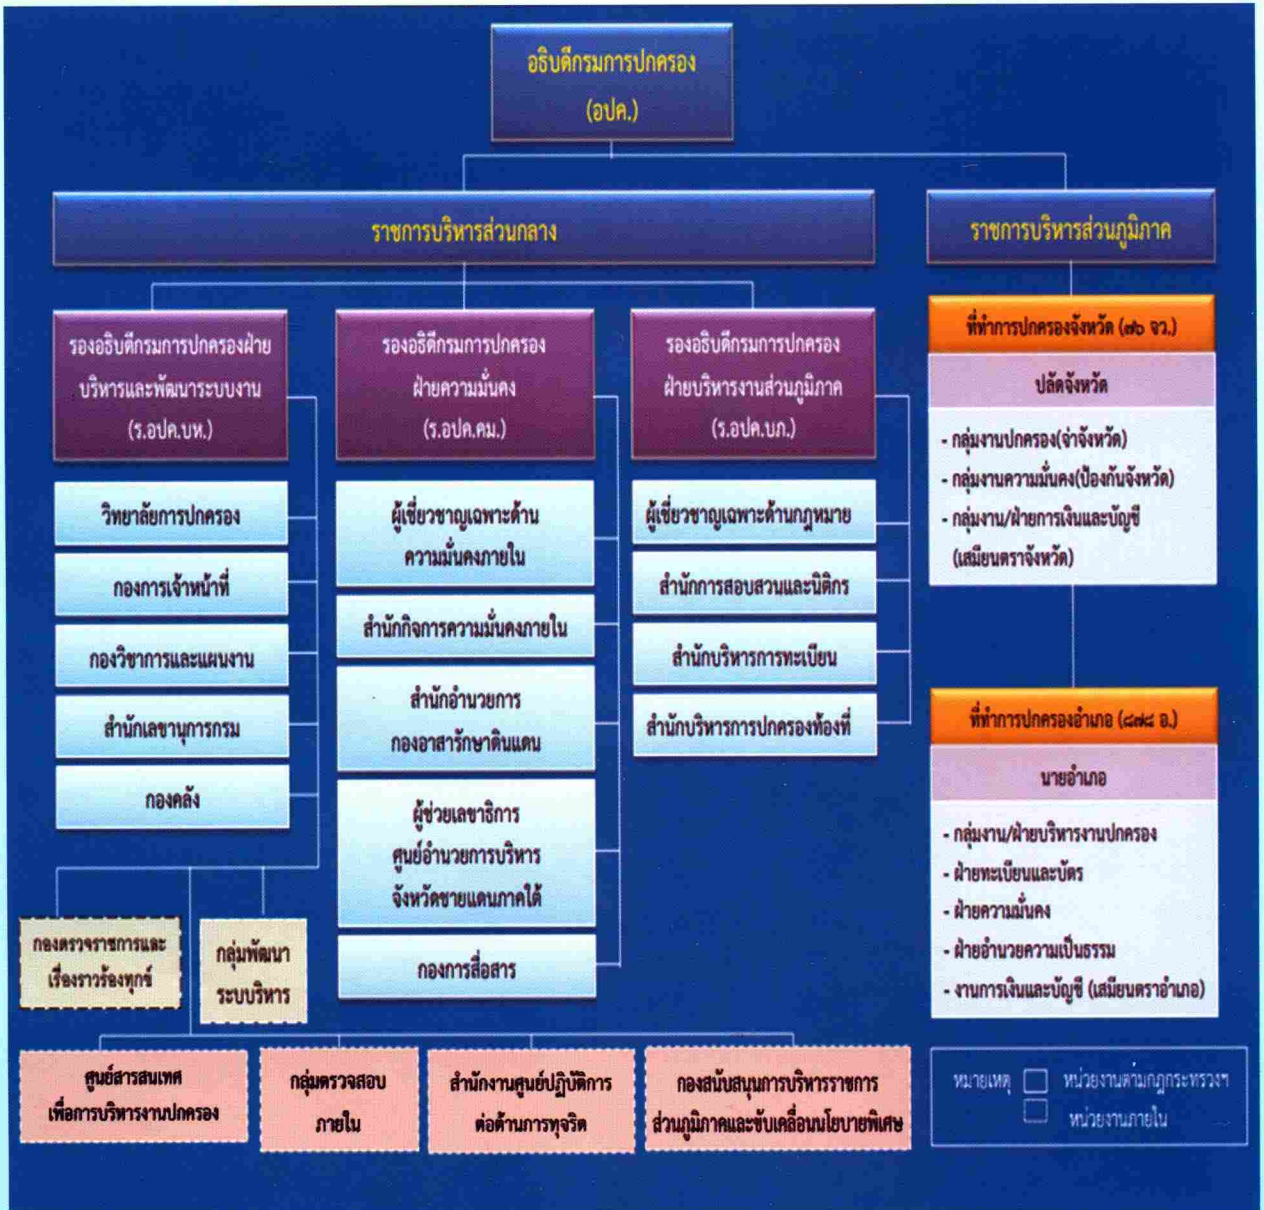 อธิบดีกรมการปกครอง
(อปค.)
ราชการบริหารส่วนกลาง
ราชการบริหารส่วนภูมิภาค
รองอธิบดีกรมการปกครองฝ่าย
บริหารและพัฒนาระบบงาน
(ร.อปค.บห.)
วิทยาลัยการปกครอง
กองการเจ้าหน้าที่
กองวิชาการและแผนงาน
สำนักเลขานุการกรม
กองคลัง
รองอธิดีกรมการปกครอง
ฝ่ายความมั่นคง
(ร.อปค.คม.)
ผู้เชี่ยวชาญเฉพาะด้าน
ความมั่นคงภายใน
สำนักกิจการความมั่นคงภายใน
สำนักอำนวยการ
กองอาสารักษาดินแดน
ผู้ช่วยเลขาธิการ
ศูนย์อำนวยการบริหาร
จังหวัดชายแดนภาคใต้
กองการสื่อสาร
รองอธิบดีกรมการปกครอง
ฝ่ายบริหารงานส่วนภูมิภาค
(ร.อปค.บภ.)
ผู้เชี่ยวชาญเฉพาะด้านกฎหมาย
สำนักการสอบสวนและนิติกร
สำนักบริหารการทะเบียน
สำนักบริหารการปกครองท้องที่
ที่ทำการปกครองจังหวัด (๗๖ จว.)
ปลัดจังหวัด
- กลุ่มงานปกครอง(จ่าจังหวัด)
- กลุ่มงานความมั่นคง(ป้องกันจังหวัด)
- กลุ่มงาน/ฝ่ายการเงินและบัญชี
(เสมียนตราจังหวัด)
ที่ทำการปกครองอำเภอ (๘๗๘ อ.)
นายอำเภอ
- กลุ่มงาน/ฝ่ายบริหารงานปกครอง
- ฝ่ายทะเบียนและบัตร
- ฝ่ายความมั่นคง
- ฝ่ายอำนวยความเป็นธรรม
- งานการเงินและบัญชี (เสมียนตราอำเภอ)
กองตรวจราชการและ
เรื่องราวร้องทุกข์
กลุ่มพัฒนา
ระบบริหาร
ศูนย์สารสนเทศ
เพื่อการบริหารงานปกครอง
กลุ่มตรวจสอบ
ภายใน
สำนักงานศูนย์ปฏิบัติการ
ต่อต้านการทุจริต
กองสนับสนุนการบริหารราชการ
ส่วนภูมิภาคและขับเคลื่อนนโยบายพิเศษ
หมายเหตุ หน่วยงานตามกฎกระทรวงฯ
หน่วยงานภายใน